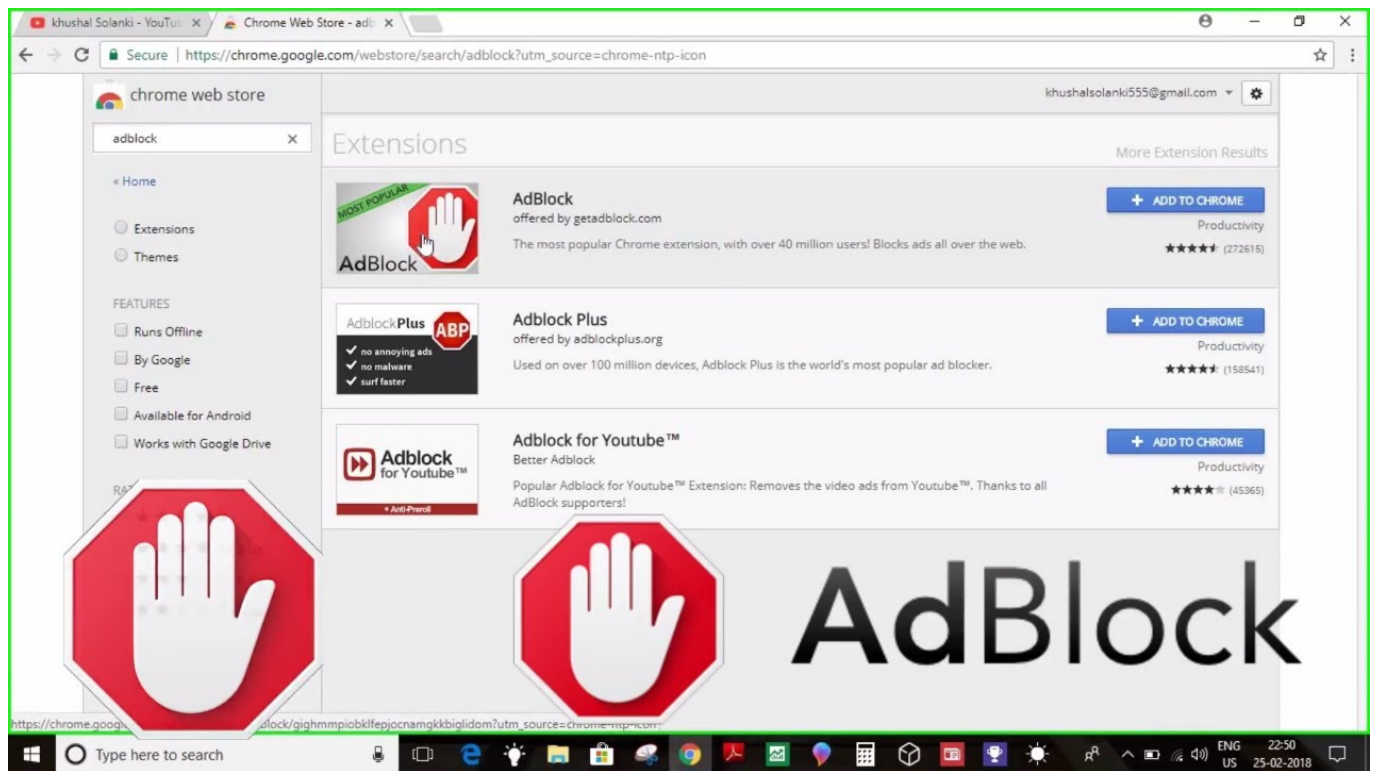 khushal Solanki - YouTu
Chrome Web Store - adb
Secure
https://chrome.google.com/webstore/search/adblock?utm_source=chrome-ntp-icon
chrome web store
khushalsolanki555@gmail.com
adblock
Extensions
More Extension Results
« Home
Extensions
Themes
FEATURES
Runs Offline
By Google
Free
Available for Android
Works with Google Drive
MOST POPULAR
AdBlock
AdBlock
offered by getadblock.com
The most popular Chrome extension, with over 40 million users! Blocks ads all over the web.
+ ADD TO CHROME
Productivity
(272615)
AdblockPlus
ABP
no annoying ads
no malware
surf faster
Adblock Plus
offered by adblockplus.org
Used on over 100 million devices, Adblock Plus is the world's most popular ad blocker.
+ ADD TO CHROME
Productivity
(158541)
Adblock
for Youtube™
+ Anti-Preroll
Adblock for Youtube™
Better Adblock
Popular Adblock for Youtube™ Extension: Removes the video ads from Youtube™. Thanks to all
AdBlock supporters!
+ ADD TO CHROME
Productivity
(45365)
AdBlock
Type here to search
ENG
US
22:50
25-02-2018